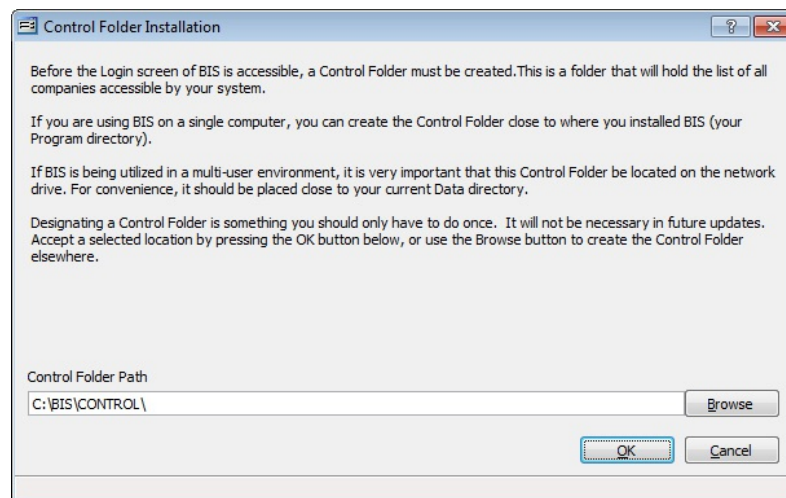 Control Folder Installation
Before the Login screen of BIS is accessible, a Control Folder must be created.This is a folder that will hold the list of all
companies accessible by your system.
If you are using BIS on a single computer, you can create the Control Folder close to where you installed BIS (your
Program directory).
If BIS is being utilized in a multi-user environment, it is very important that this Control Folder be located on the network
drive. For convenience, it should be placed close to your current Data directory.
Designating a Control Folder is something you should only have to do once.  It will not be necessary in future updates.
Accept a selected location by pressing the OK button below, or use the Browse button to create the Control Folder
elsewhere.
Control Folder Path
C:\BIS\CONTROL\
Browse
OK
Cancel